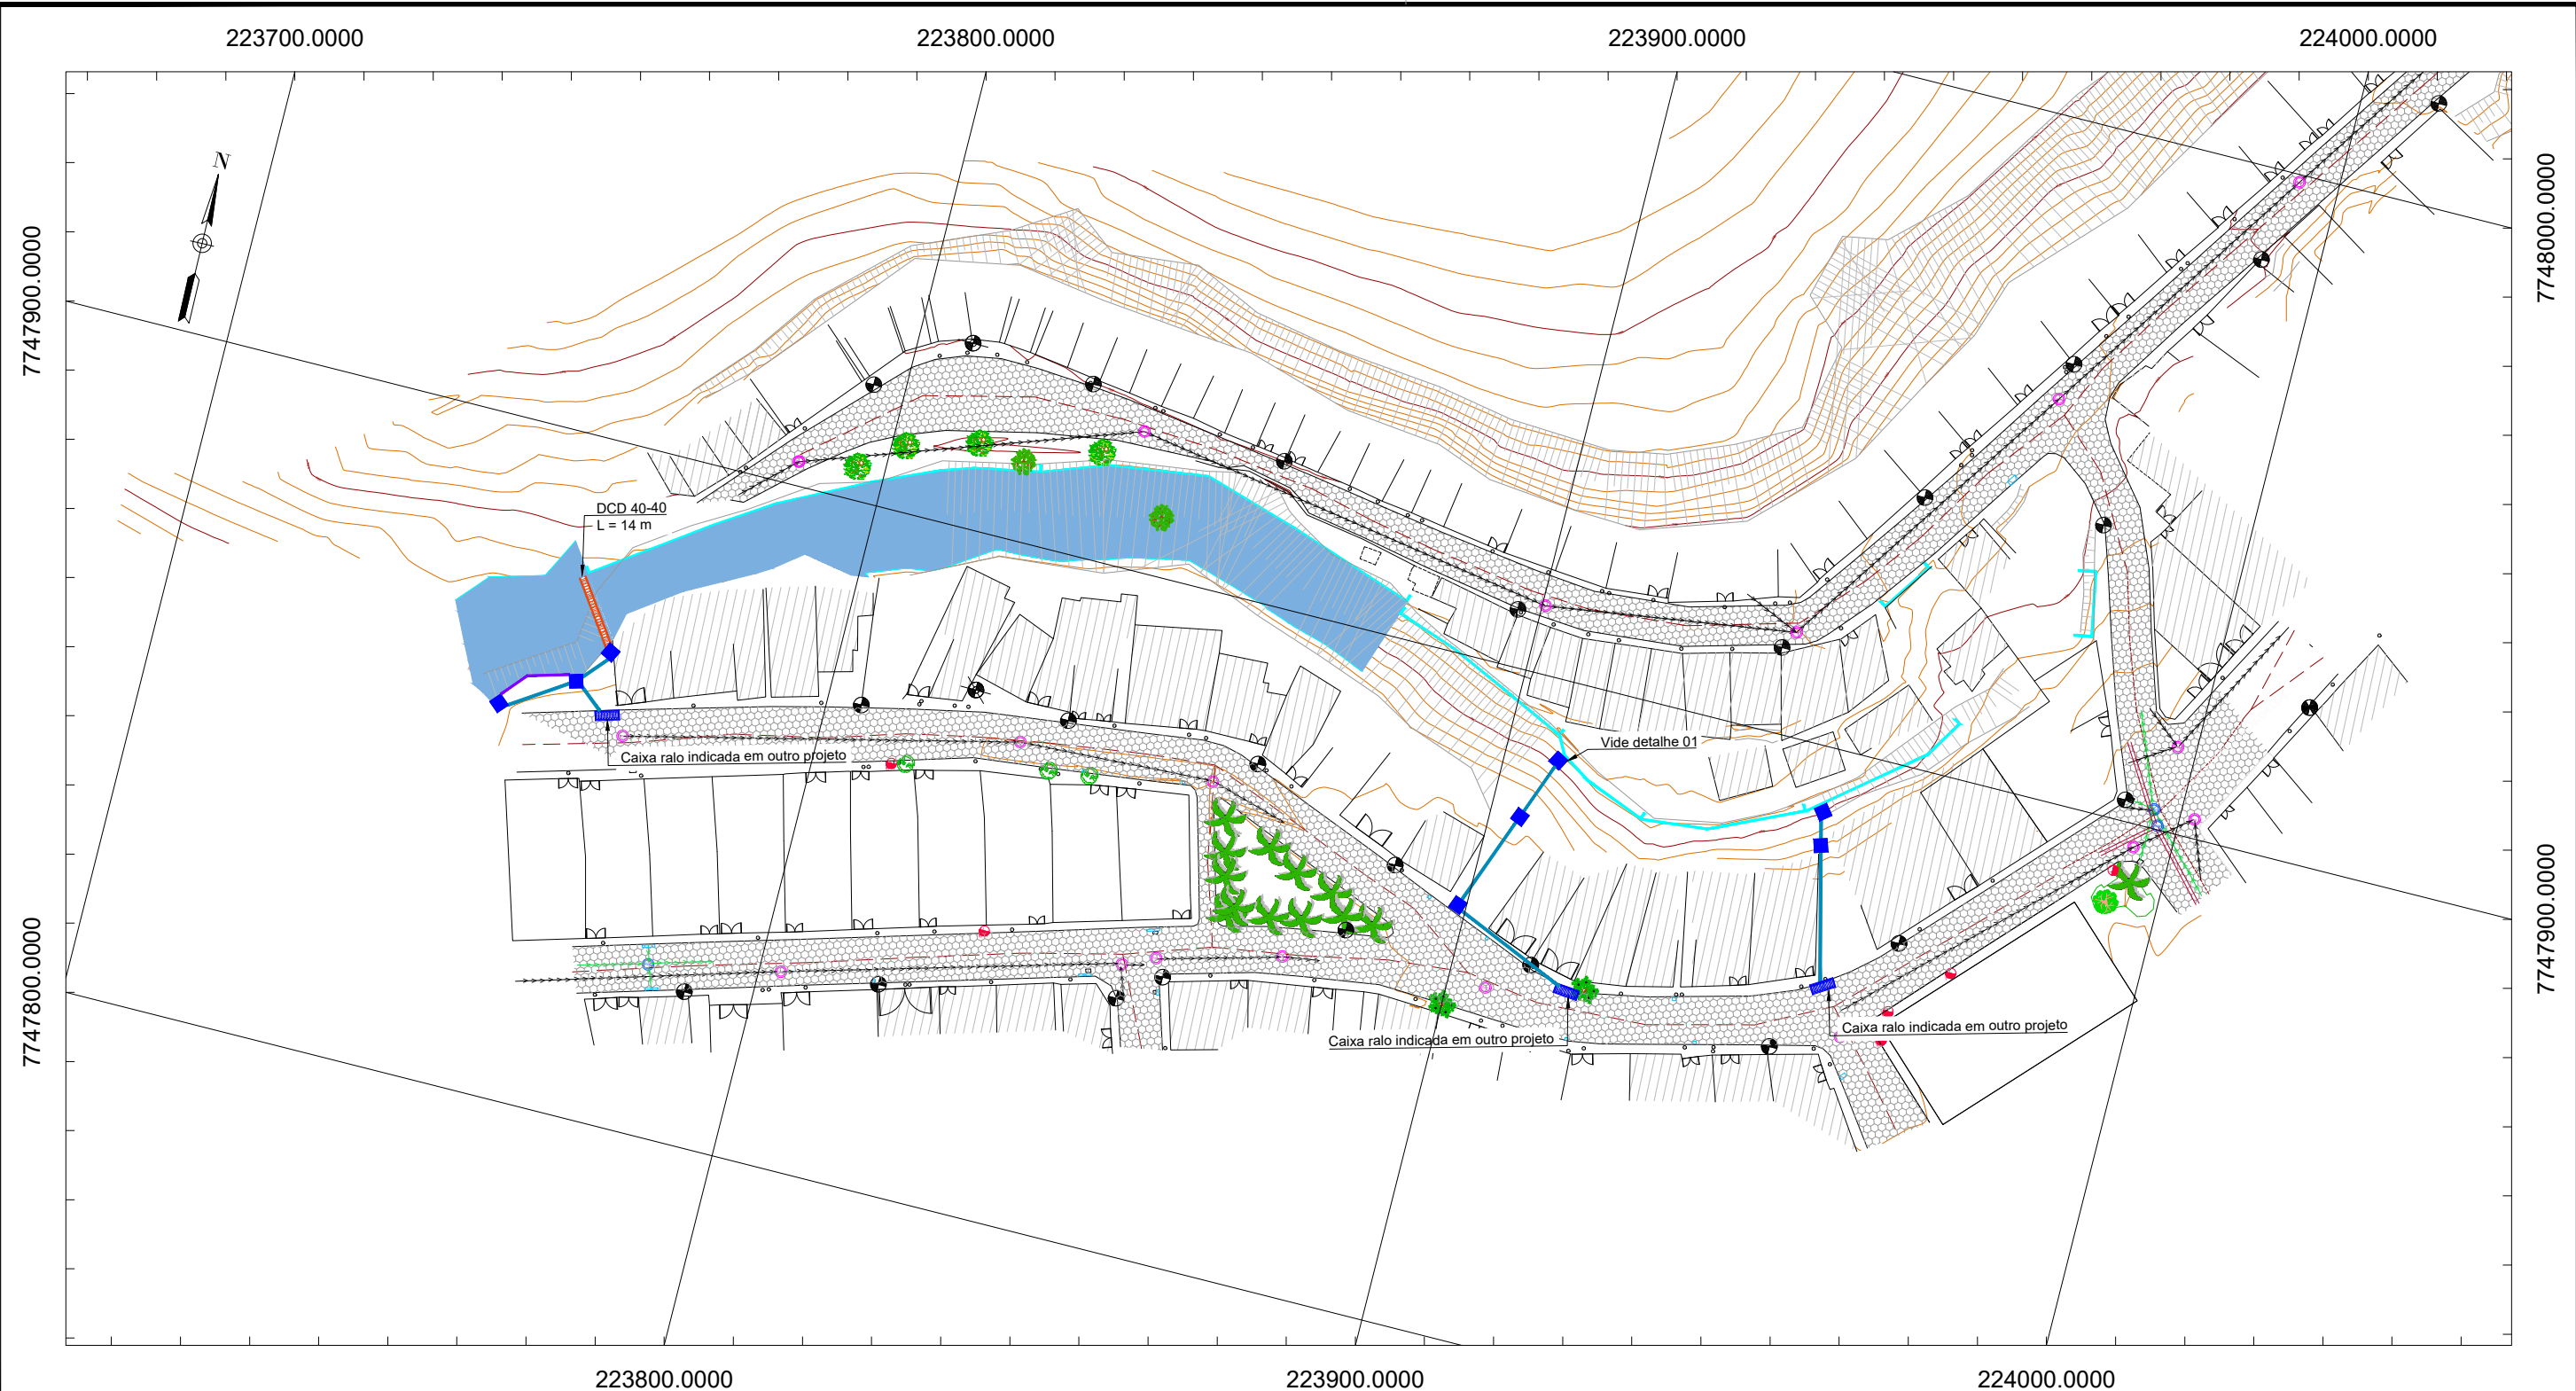 223700.0000
223800.0000
223900.0000
224000.0000
N
7747900.0000
7748000.0000
DCD 40-40
L = 14 m
Vide detalhe 01
Caixa ralo indicada em outro projeto
7747800.0000
7747900.0000
Caixa ralo indicada em outro projeto
Caixa ralo indicada em outro projeto
223800.0000
223900.0000
224000.0000